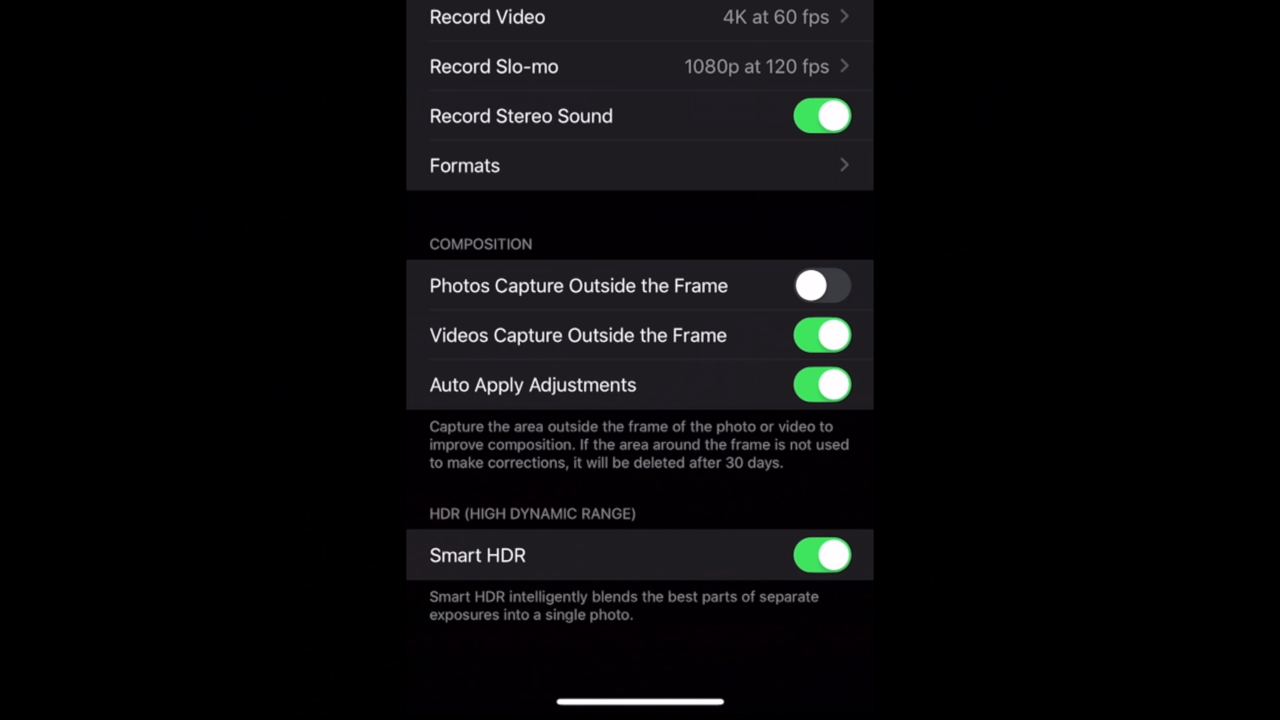 Record Video 4K at 60 fps
Record Slo-mo 1080p at 120 fps
Record Stereo Sound
Formats
COMPOSITION
Photos Capture Outside the Frame
Videos Capture Outside the Frame
Auto Apply Adjustments
Capture the area outside the frame of the photo or video to
improve composition. If the area around the frame is not used
to make corrections, it will be deleted after 30 days.
HDR (HIGH DYNAMIC RANGE)
Smart HDR
Smart HDR intelligently blends the best parts of separate
exposures into a single photo.